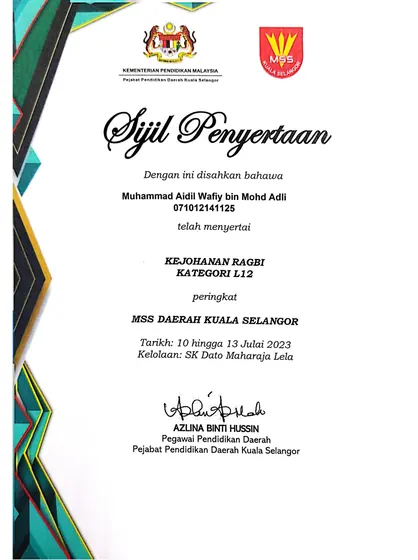 KEMENTERIAN PENDIDIKAN MALAYSIA
Pejabat Pendidikan Daerah Kuala Selangor
MSS
KUALA SELANGOR
Sijil Penyertaan
Dengan ini disahkan bahawa
Muhammad Aidil Wafiy bin Mohd Adli
071012141125
telah menyertai
KEJOHANAN RAGBI
KATEGORI L12
peringkat
MSS DAERAH KUALA SELANGOR
Tarikh: 10 hingga 13 Julai 2023
Kelolaan: SK Dato Maharaja Lela
AZLINA BINTI HUSSIN
Pegawai Pendidikan Daerah
Pejabat Pendidikan Daerah Kuala Selangor